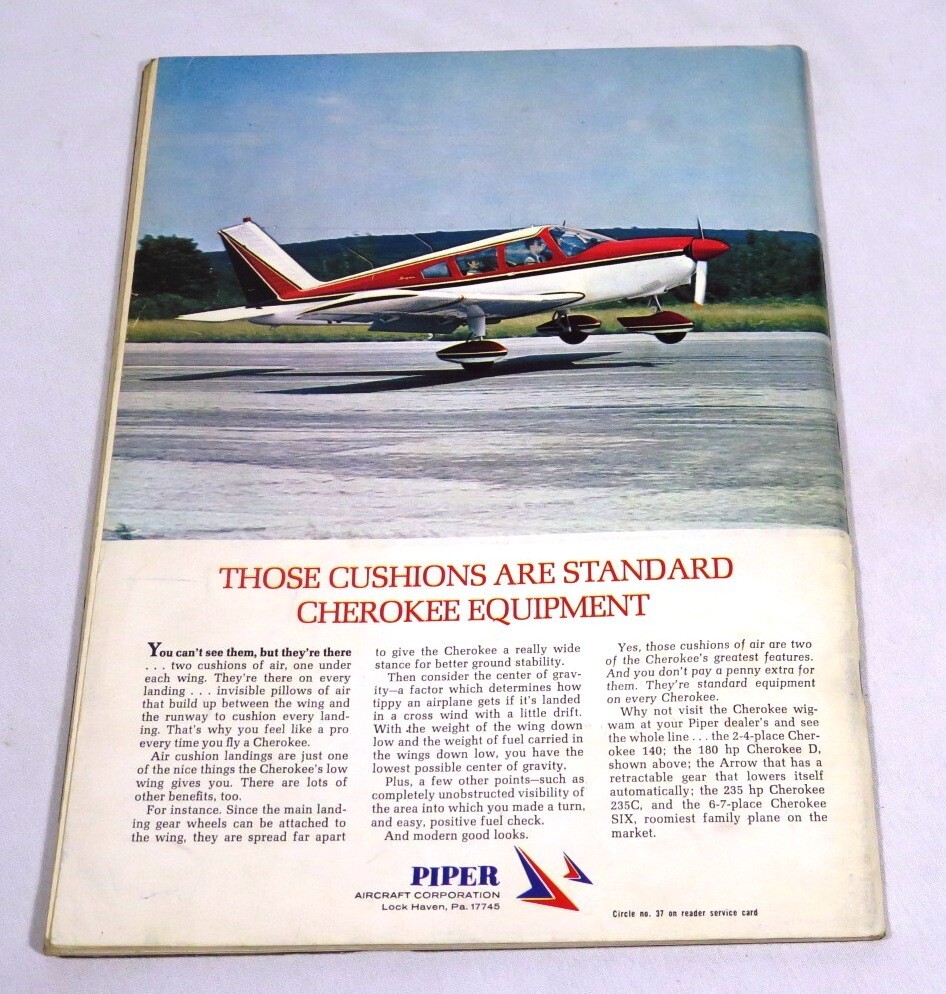 THOSE CUSHIONS ARE STANDARD
CHEROKEE EQUIPMENT
You can't see them, but they're there
. . . two cushions of air, one under
each wing. They're there on every
landing . . . invisible pillows of air
that build up between the wing and
the runway to cushion every land-
ing. That's why you feel like a pro
every time you fly a Cherokee.
Air cushion landings are just one
of the nice things the Cherokee's low
wing gives you. There are lots of
other benefits, too.
For instance. Since the main land-
ing gear wheels can be attached to
the wing, they are spread far apart
to give the Cherokee a really wide
stance for better ground stability.
Then consider the center of grav-
ity—a factor which determines how
tippy an airplane gets if it's landed
in a cross wind with a little drift.
With the weight of the wing down
low and the weight of fuel carried in
the wings down low, you have the
lowest possible center of gravity.
Plus, a few other points—such as
completely unobstructed visibility of
the area into which you made a turn,
and easy, positive fuel check.
And modern good looks.
Yes, those cushions of air are two
of the Cherokee's greatest features.
And you don't pay a penny extra for
them. They're standard equipment
on every Cherokee.
Why not visit the Cherokee wig-
wam at your Piper dealer's and see
the whole line . . . the 2-4-place Cher-
okee 140; the 180 hp Cherokee D,
shown above; the Arrow that has a
retractable gear that lowers itself
automatically; the 235 hp Cherokee
235C, and the 6-7-place Cherokee
SIX, roomiest family plane on the
market.
PIPER
AIRCRAFT CORPORATION
Lock Haven, Pa. 17745
Circle no. 37 on reader service card